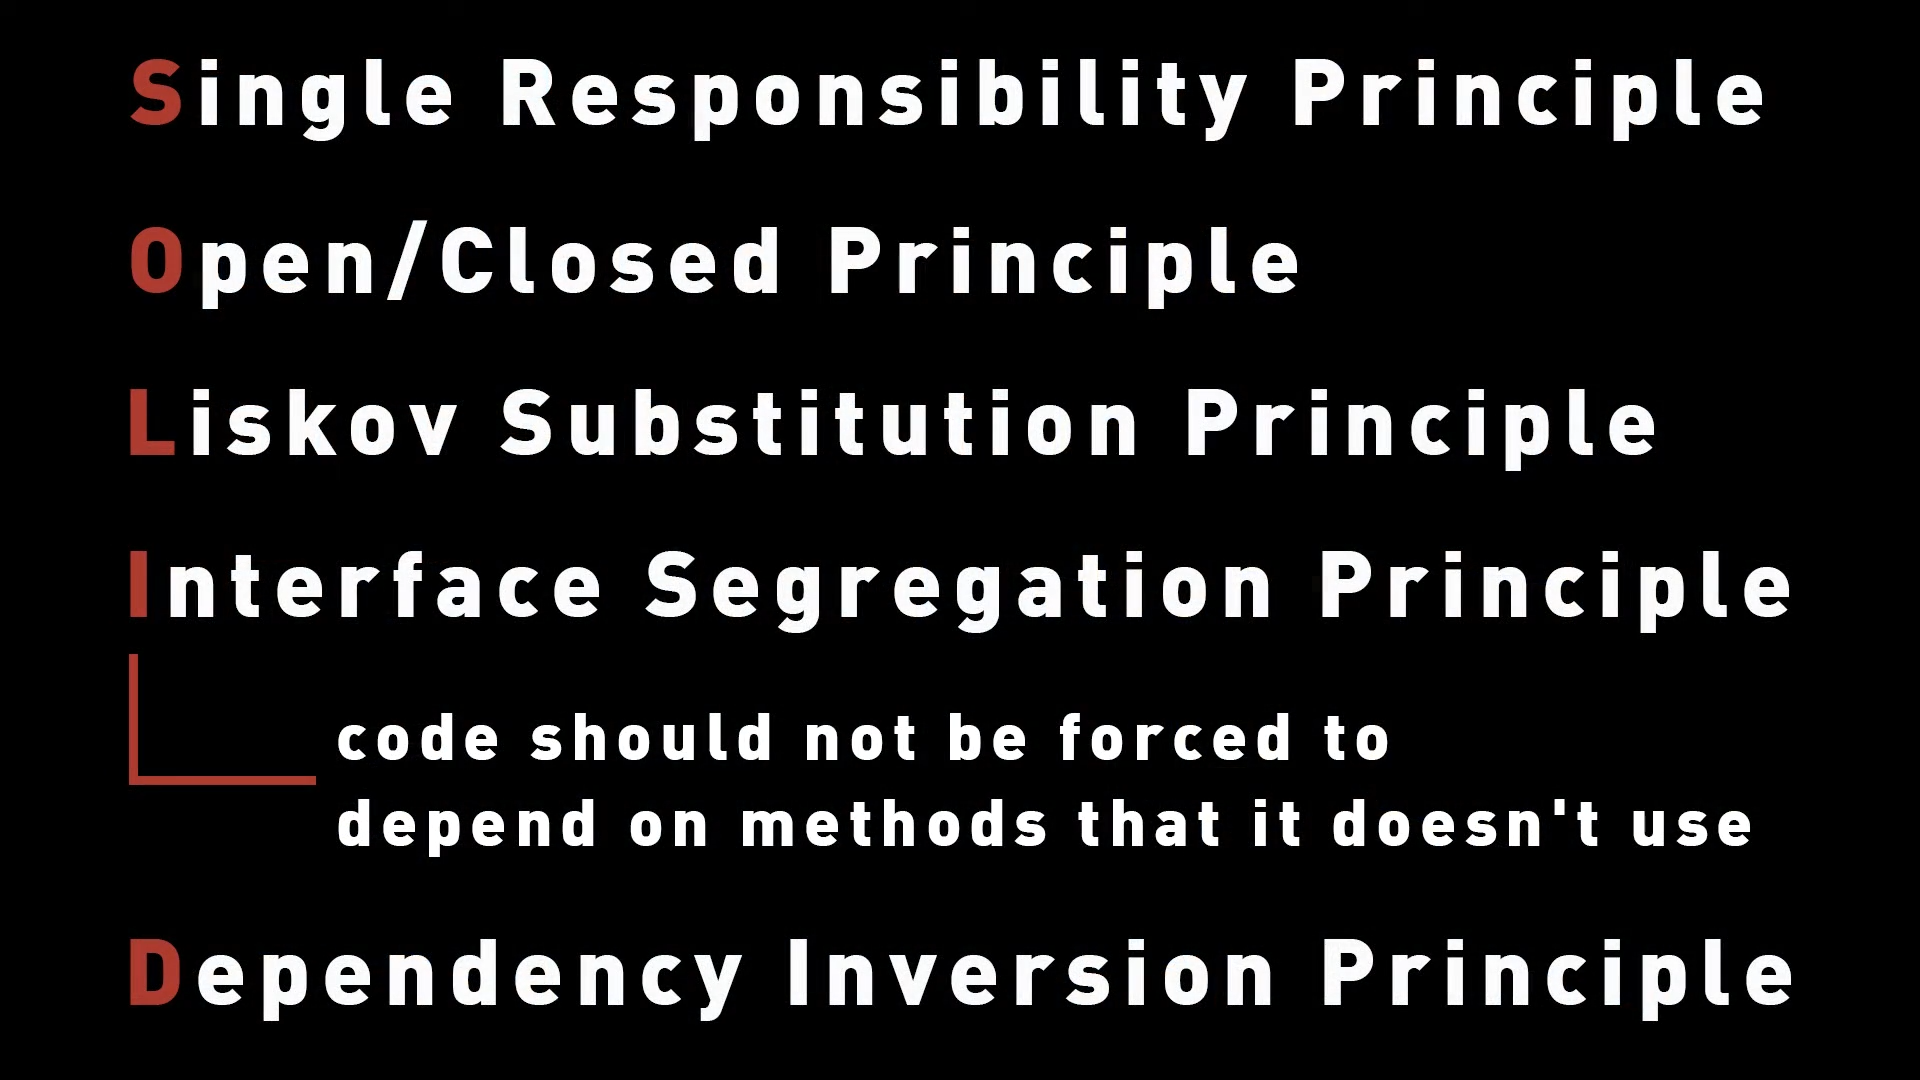 Single Responsibility Principle
Open/Closed Principle
Liskov Substitution Principle
Interface Segregation Principle
code should not be forced to
depend on methods that it doesn't use
Dependency Inversion Principle